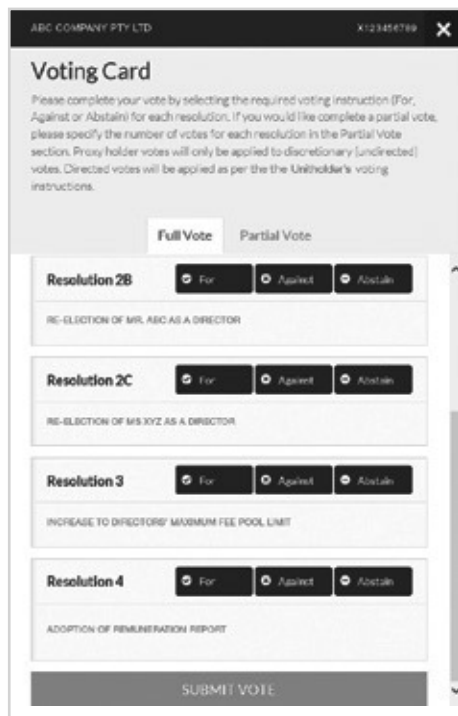 ABC COMPANY PTY LTD X123456789
Voting Card
Please complete your vote by selecting the required voting instruction (For,
Against or Abstain) for each resolution. If you would like complete a partial vote,
please specify the number of votes for each resolution in the Partial Vote
section. Proxy holder votes will only be applied to discretionary (undirected)
votes. Directed votes will be applied as per the the Unitholder's voting
instructions.
Full Vote Partial Vote
Resolution 2B For Against Abstain
RE-ELECTION OF MR. ABC AS A DIRECTOR
Resolution 2C For Against Abstain
RE-ELECTION OF MS XYZ AS A DIRECTOR
Resolution 3 For Against Abstain
INCREASE TO DIRECTORS' MAXIMUM FEE POOL LIMIT
Resolution 4 For Against Abstain
ADOPTION OF REMUNERATION REPORT
SUBMIT VOTE